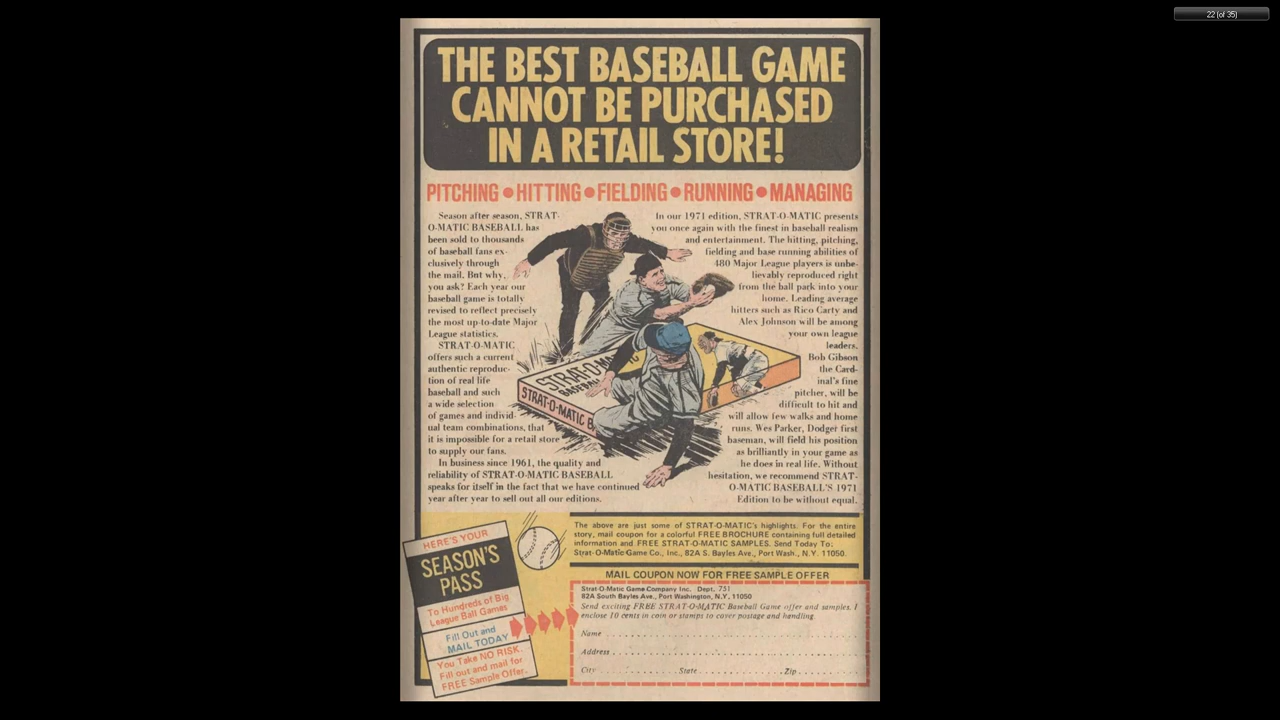 22 (of 35)
THE BEST BASEBALL GAME
CANNOT BE PURCHASED
IN A RETAIL STORE!
PITCHING • HITTING • FIELDING • RUNNING • MANAGING
Season after season, STRAT-
O-MATIC BASEBALL has
been sold to thousands
of baseball fans ex-
clusively through
the mail. But why,
you ask? Each year our
baseball game is totally
revised to reflect precisely
the most up-to-date Major
League statistics.
STRAT-O-MATIC
offers such a current
authentic reproduc-
tion of real life
baseball and such
a wide selection
of games and individ-
ual team combinations, that
it is impossible for a retail store
to supply our fans.
In business since 1961, the quality and
reliability of STRAT-O-MATIC BASEBALL
speaks for itself in the fact that we have continued
year after year to sell out all our editions.
In our 1971 edition, STRAT-O-MATIC presents
you once again with the finest in baseball realism
and entertainment. The hitting, pitching,
fielding and base running abilities of
480 Major League players is unbe-
lievably reproduced right
from the ball park into your
home. Leading average
hitters such as Rico Carty and
Alex Johnson will be among
your own league
leaders.
Bob Gibson
the Card-
inal's fine
pitcher, will be
difficult to hit and
will allow few walks and home
runs. Wes Parker, Dodger first
baseman, will field his position
as brilliantly in your game as
he does in real life. Without
hesitation, we recommend STRAT-
O-MATIC BASEBALL'S 1971
Edition to be without equal.
STRAT-O-MA
BASEBAL
STRAT-O-MATIC B
HERE'S YOUR
SEASON'S
PASS
To Hundreds of Big
League Ball Games
Fill Out and
MAIL TODAY
You Take NO RISK.
Fill out and mail for
FREE Sample Offer.
The above are just some of STRAT-O-MATIC's highlights. For the entire
story, mail coupon for a colorful FREE BROCHURE containing full detailed
information and FREE STRAT-O-MATIC SAMPLES. Send Today To:
Strat-O-Matic Game Co., Inc., 82A S. Bayles Ave., Port Wash., N.Y. 11050.
MAIL COUPON NOW FOR FREE SAMPLE OFFER
Strat-O-Matic Game Company Inc. Dept. 751
82A South Bayles Ave., Port Washington, N.Y. 11050
Send exciting FREE STRAT-O-MATIC Baseball Game offer and samples. I
enclose 10 cents in coin or stamps to cover postage and handling.
Name
Address
City State Zip